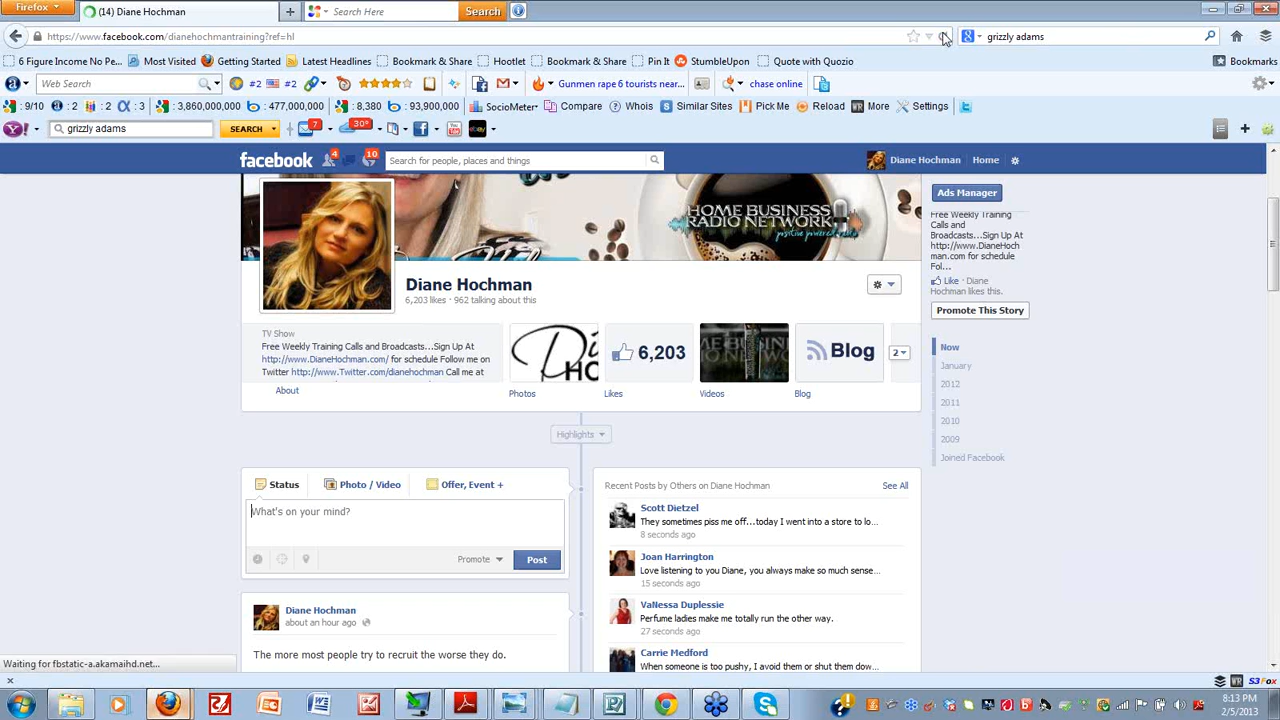 Firefox
(14) Diane Hochman
Search Here
Search
https://www.facebook.com/dianehochmantraining?ref=hl
grizzly adams
6 Figure Income No Pe...
Most Visited
Getting Started
Latest Headlines
Bookmark & Share
Hootlet
Bookmark & Share
Pin It
StumbleUpon
Quote with Quozio
Bookmarks
Web Search
#2
#2
Gunmen rape 6 tourists near...
chase online
9/10
: 2
: 2
: 3
: 3,860,000,000
: 477,000,000
: 8,380
: 93,900,000
SocioMeter
Compare
Whois
Similar Sites
Pick Me
Reload
More
Settings
grizzly adams
SEARCH
7
30°
facebook
4
10
Search for people, places and things
Diane Hochman
Home
HOME BUSINESS
RADIO NETWORK
positive powered radio
Diane Hochman
6,203 likes · 962 talking about this
TV Show
Free Weekly Training Calls and Broadcasts...Sign Up At
http://www.DianeHochman.com/ for schedule Follow me on
Twitter http://www.Twitter.com/dianehochman Call me at
About
Photos
6,203
Likes
Videos
Blog
Blog
2
Ads Manager
Free Weekly Training
Calls and
Broadcasts...Sign Up At
http://www.DianeHoch
man.com for schedule
Fol...
Like · Diane
Hochman likes this.
Promote This Story
Now
January
2012
2011
2010
2009
Joined Facebook
Highlights
Status
Photo / Video
Offer, Event +
What's on your mind?
Promote
Post
Diane Hochman
about an hour ago
The more most people try to recruit the worse they do.
Recent Posts by Others on Diane Hochman
See All
Scott Dietzel
They sometimes piss me off...today I went into a store to lo...
8 seconds ago
Joan Harrington
Love listening to you Diane, you always make so much sense...
15 seconds ago
VaNessa Duplessie
Perfume ladies make me totally run the other way.
27 seconds ago
Carrie Medford
When someone is too pushy, I avoid them or shut them dow...
Waiting for fbstatic-a.akamaihd.net...
S3Fox
8:13 PM
2/5/2013